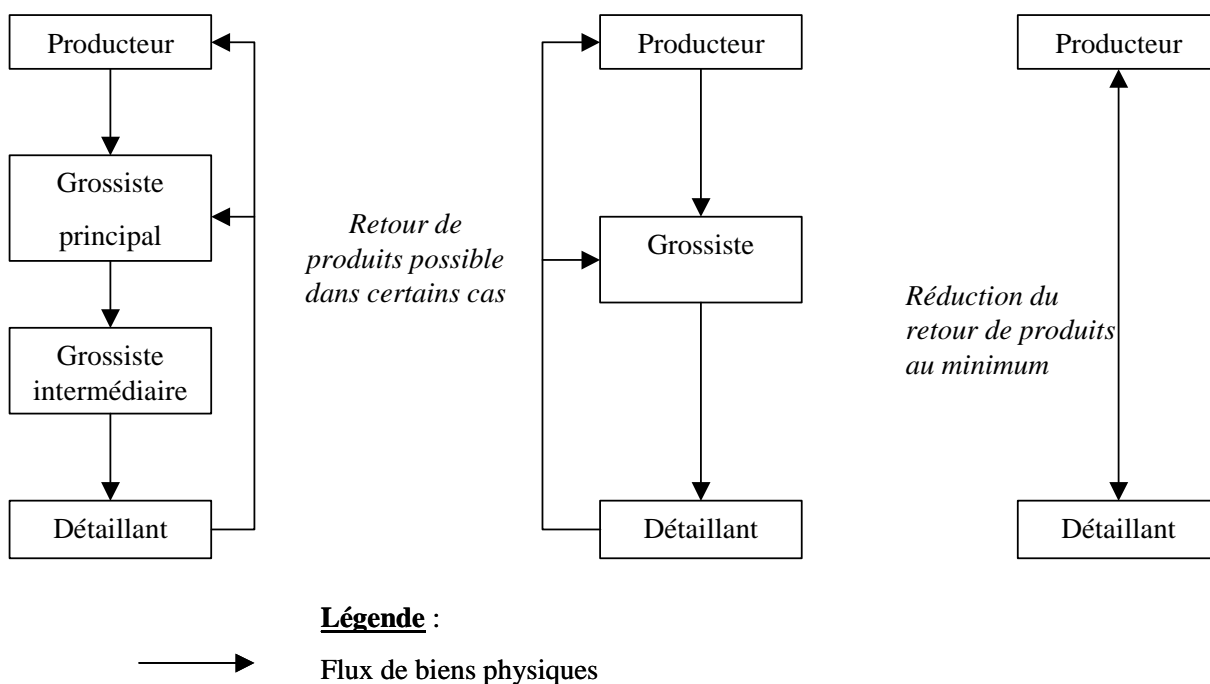 Producteur
Grossiste
principal
Grossiste
intermédiaire
Détaillant
Retour de
produits possible
dans certains cas
Producteur
Grossiste
Détaillant
Réduction du
retour de produits
au minimum
Producteur
Détaillant
Légende :
Flux de biens physiques